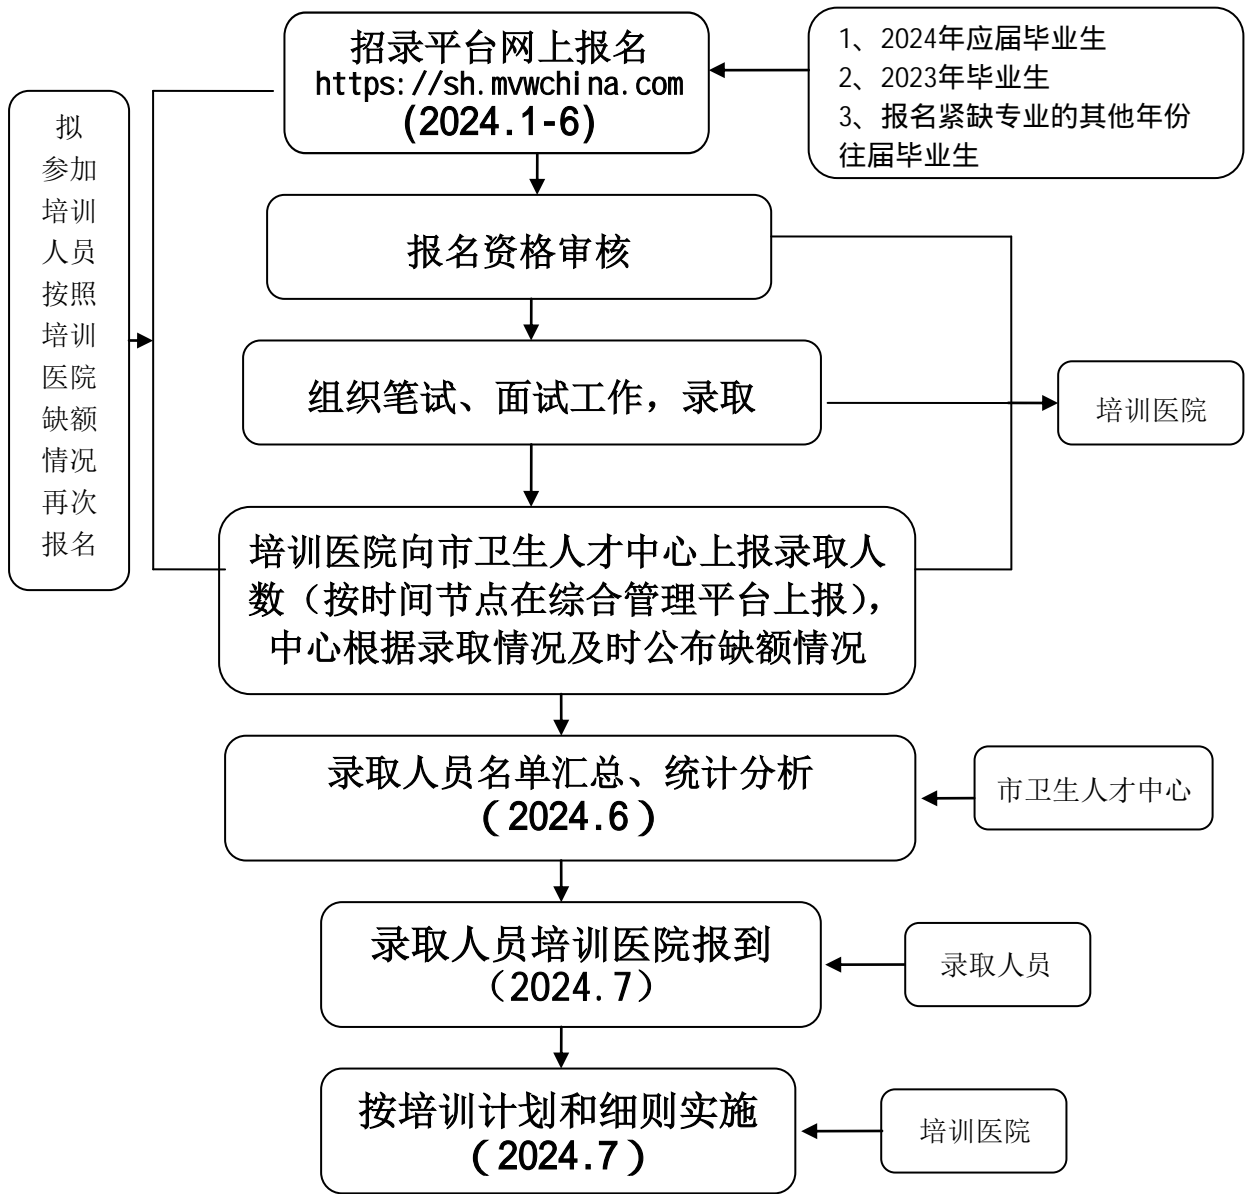 招录平台网上报名
https://sh.mvwchina.com
(2024.1-6)
1、2024年应届毕业生
2、2023年毕业生
3、报名紧缺专业的其他年份
往届毕业生
拟
参加
培训
人员
按照
培训
医院
缺额
情况
再次
报名
报名资格审核
组织笔试、面试工作，录取
培训医院
培训医院向市卫生人才中心上报录取人
数（按时间节点在综合管理平台上报），
中心根据录取情况及时公布缺额情况
录取人员名单汇总、统计分析
（2024.6）
市卫生人才中心
录取人员培训医院报到
（2024.7）
录取人员
按培训计划和细则实施
（2024.7）
培训医院